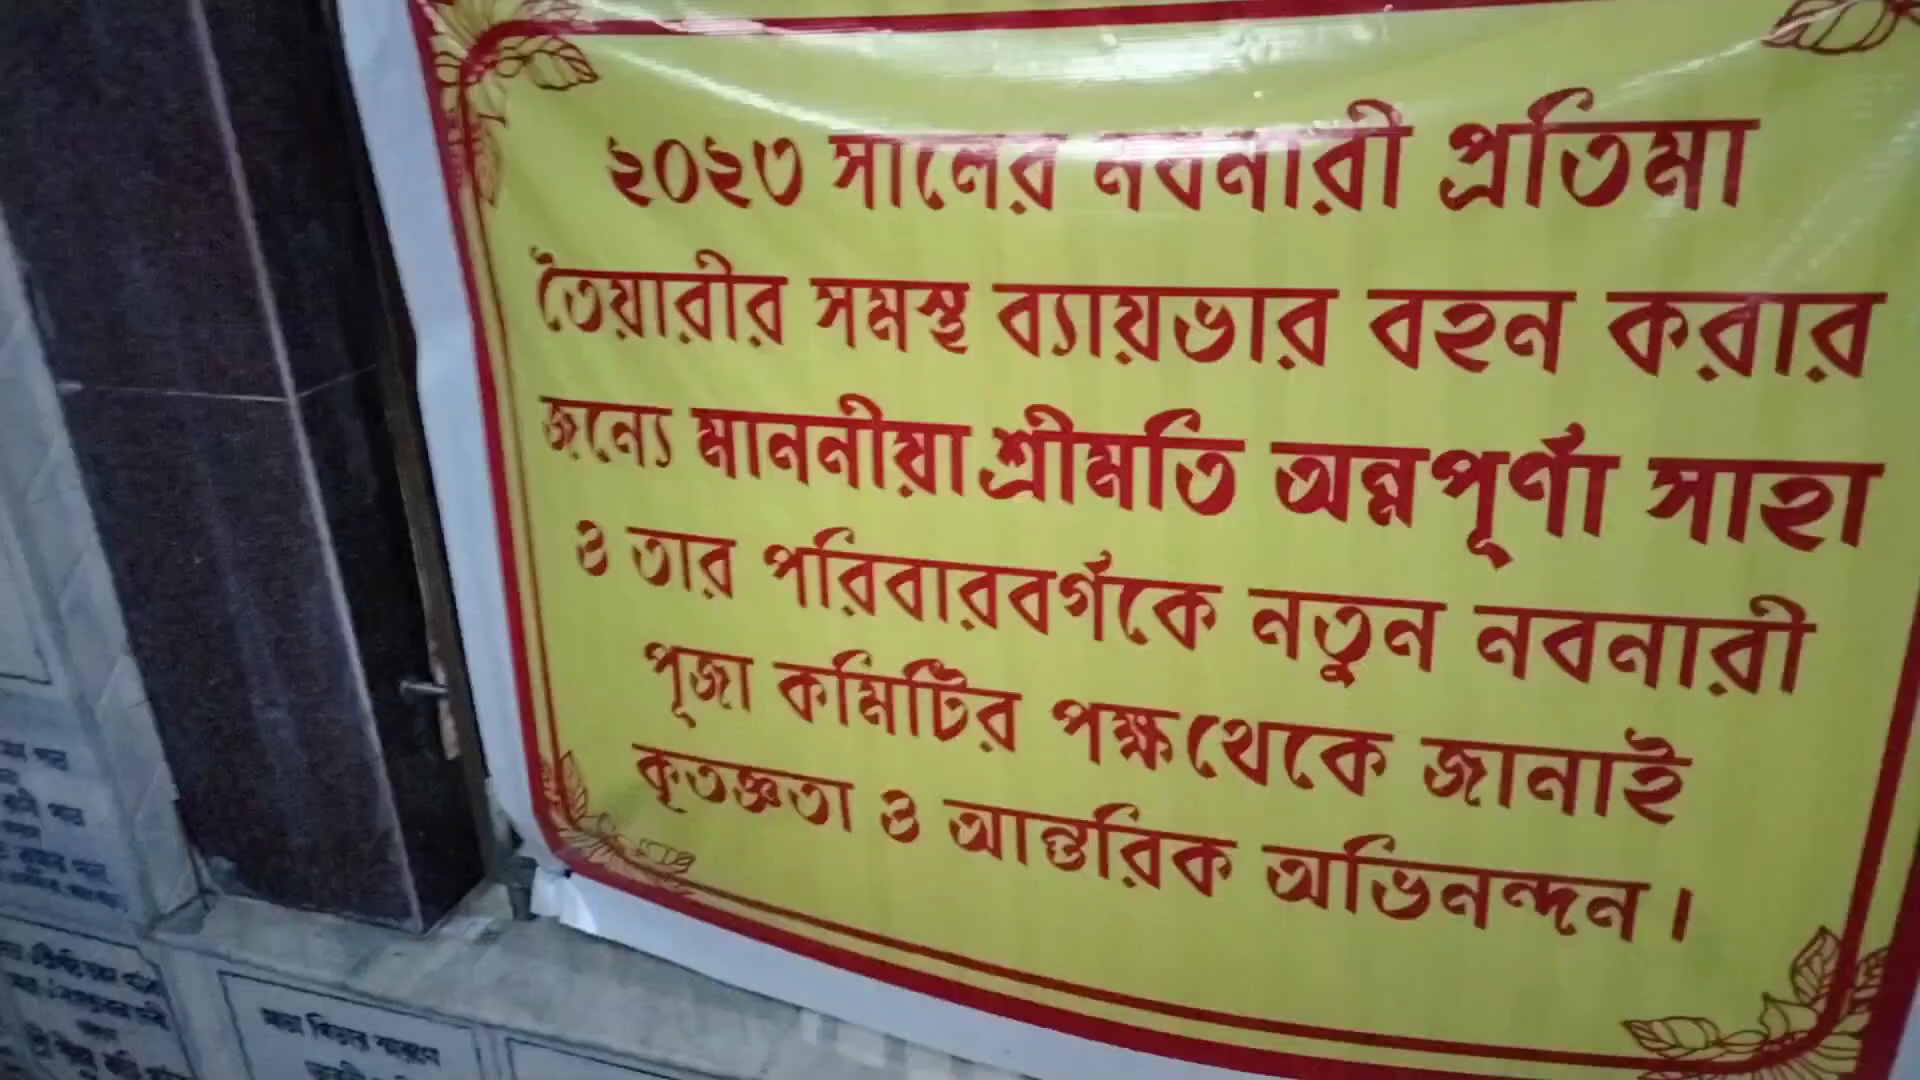 ২০২৩ সালের নবনারী প্রতিমা
তৈয়ারীর সমস্থ ব্যায়ভার বহন করার
জন্যে মাননীয়া শ্রীমতি অন্নপূর্ণা সাহা
ও তার পরিবারবর্গকে নতুন নবনারী
পূজা কমিটির পক্ষথেকে জানাই
কৃতজ্ঞতা ও আন্তরিক অভিনন্দন।